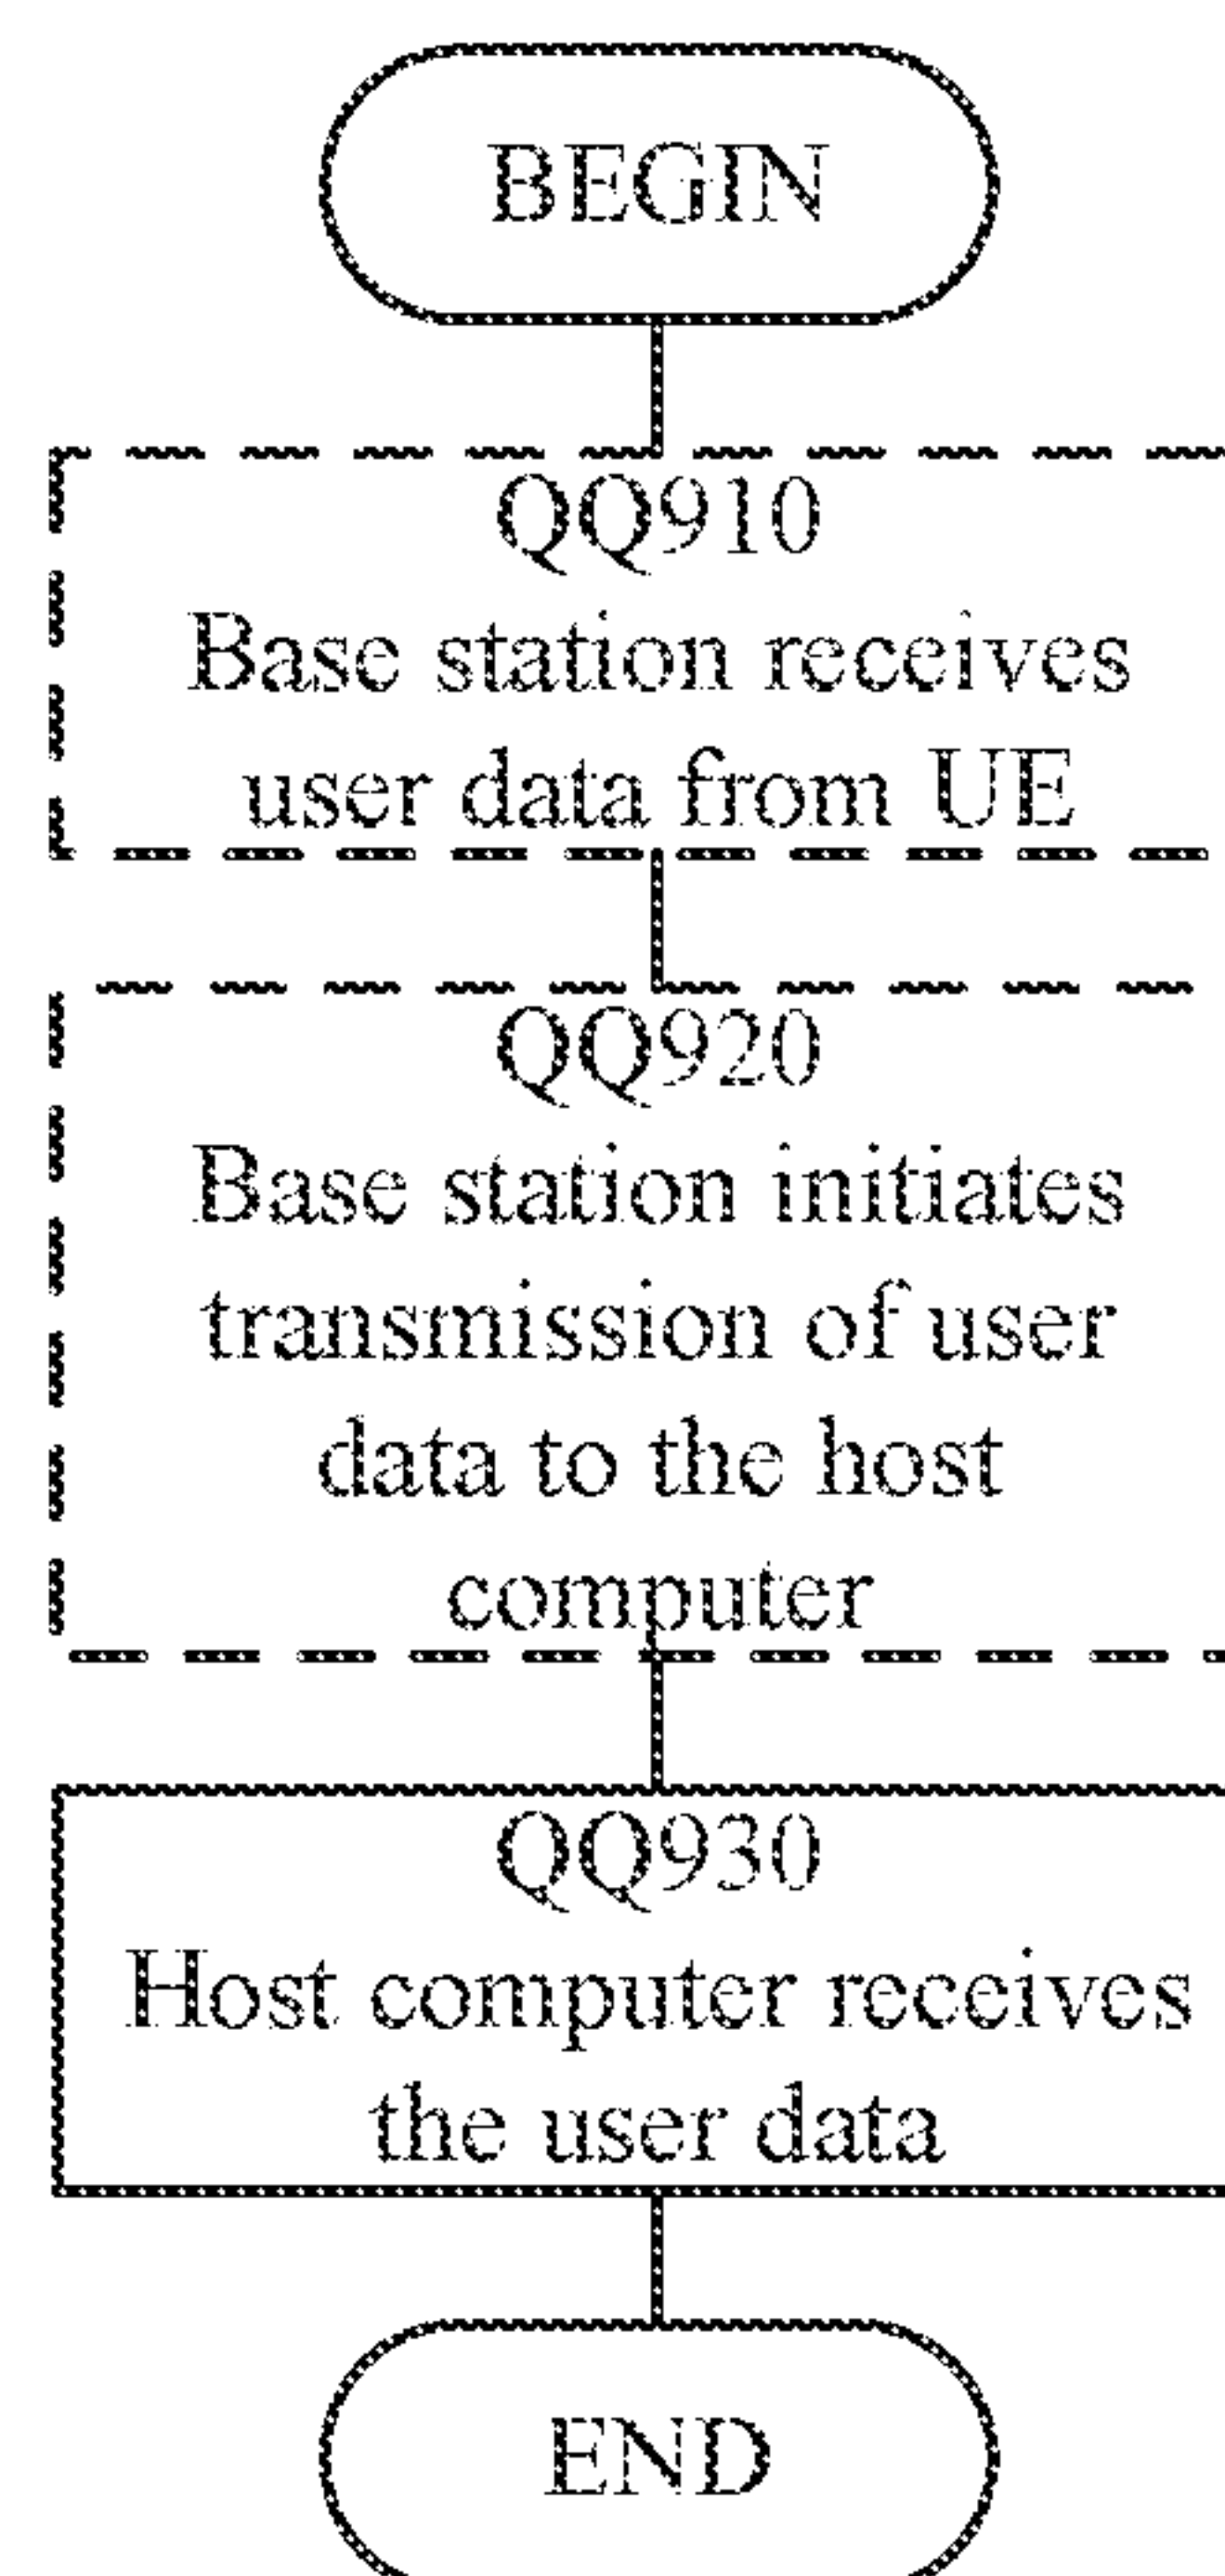 BEGIN
QQ910
Base station receives
user data from UE
QQ920
Base station initiates
transmission of user
data to the host
computer
QQ930
Host computer receives
the user data
END